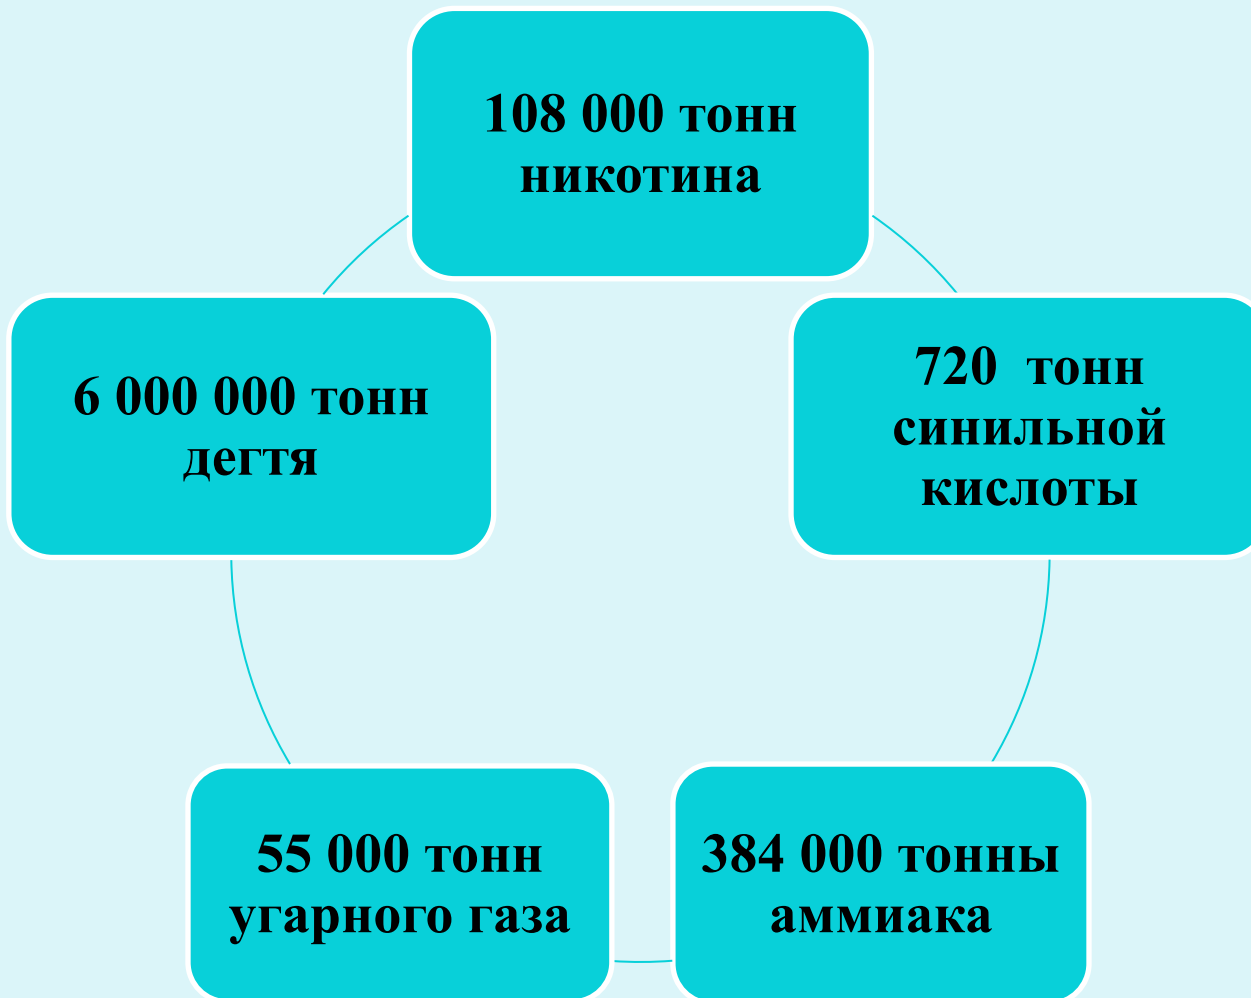 108 000 тонн
никотина
720 тонн
синильной
кислоты
384 000 тонны
аммиака
55 000 тонн
угарного газа
6 000 000 тонн
дегтя